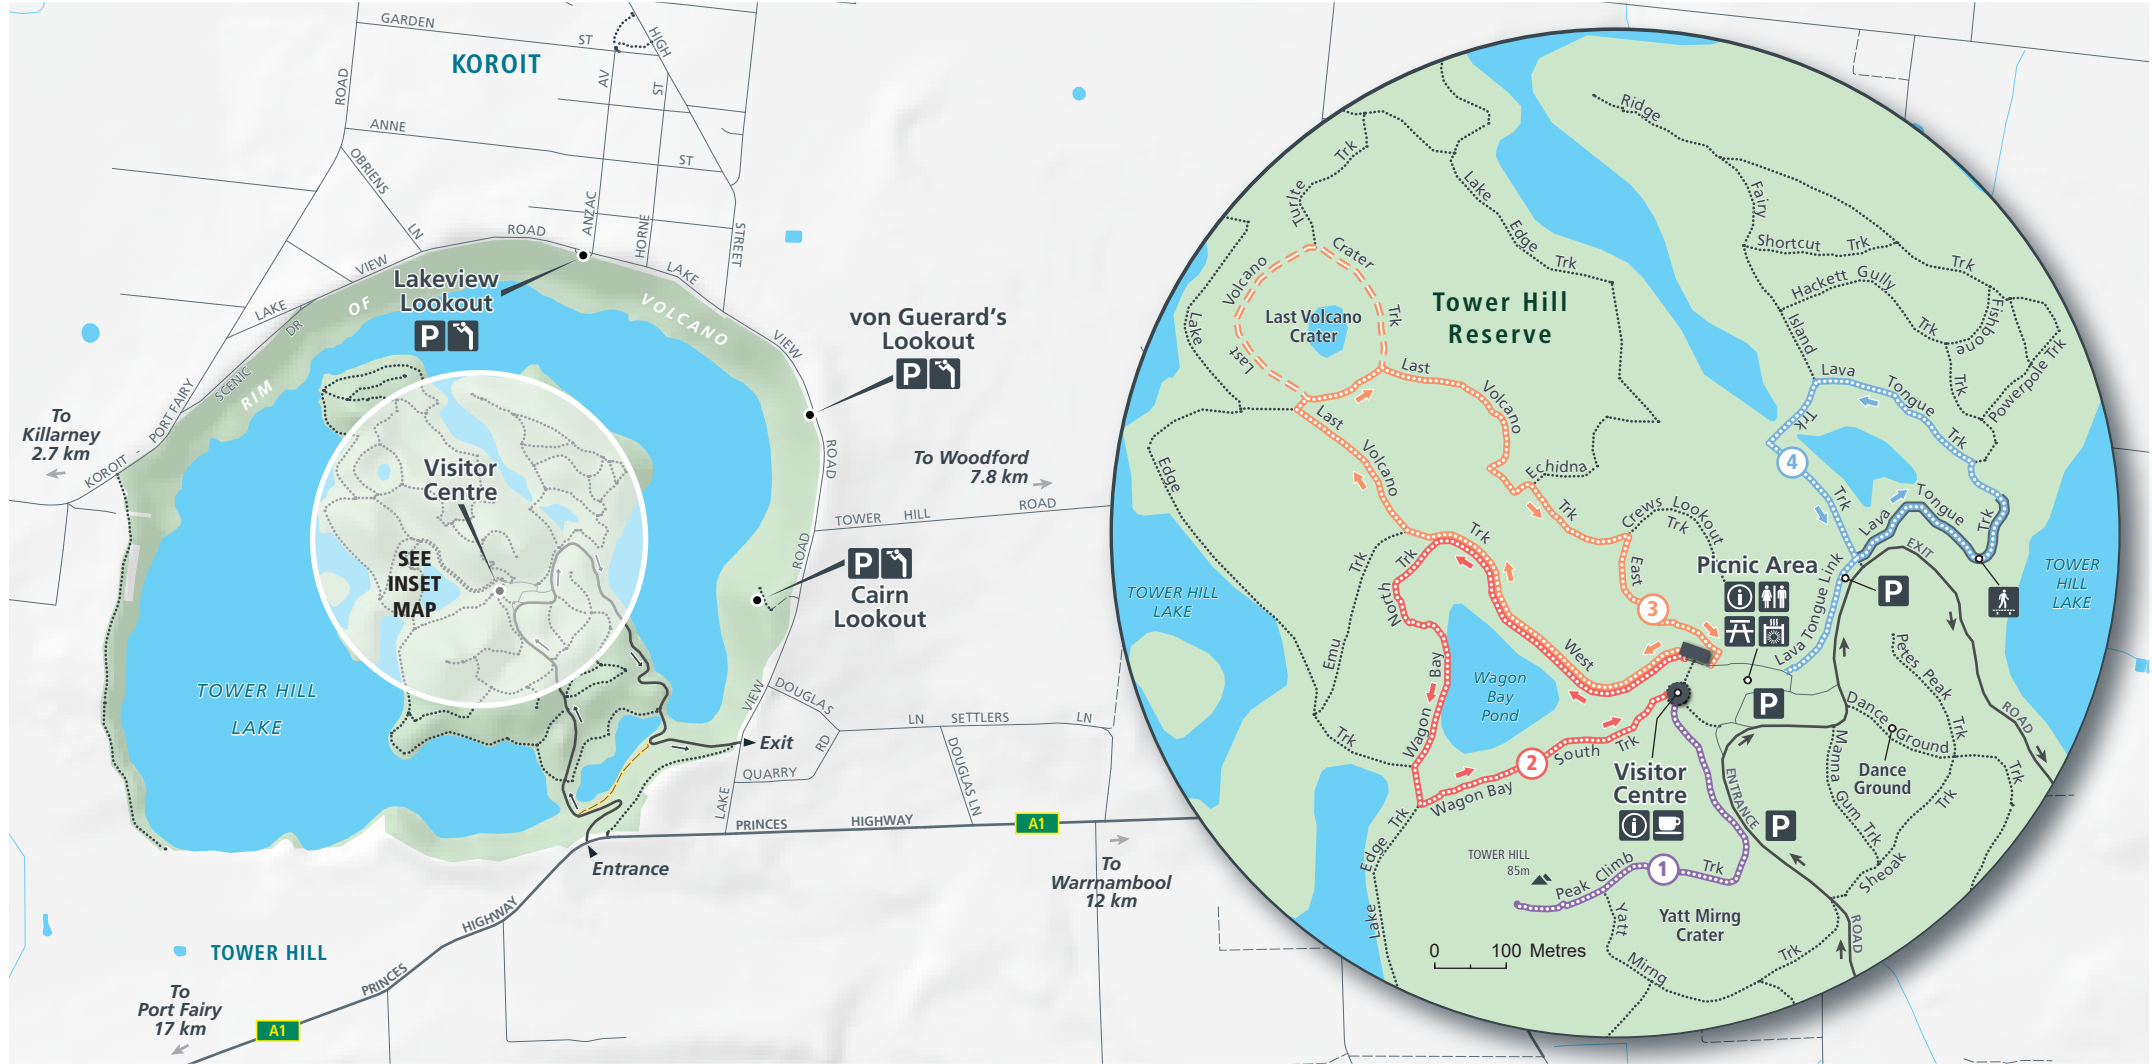 GARDEN
ST
HIGH
KOROIT
ROAD
AV
ST
ANNE
ST
OBRIENS
LN
ANZAC
HORNE
STREET
ROAD
VIEW
LAKE
LAKE
DR
SCENIC
VIEW
RIM
OF
VOLCANO
PORT FAIRY
KOROIT -
Lakeview
Lookout
P
von Guerard's
Lookout
P
To
Killarney
2.7 km
Visitor
Centre
SEE
INSET
MAP
ROAD
To Woodford
7.8 km
TOWER HILL ROAD
ROAD
P
Cairn
Lookout
TOWER HILL
LAKE
VIEW
DOUGLAS
RD
LN
SETTLERS
LN
DOUGLAS LN
QUARRY
LAKE
Exit
Entrance
PRINCES
HIGHWAY
A1
To
Warrnambool
12 km
HIGHWAY
PRINCES
TOWER HILL
To
Port Fairy
17 km
A1
Ridge
Fairy
Trk
Turtle
Lake
Edge
Trk
Shortcut Trk
Trk
Hackett Gully
Trk
Fishbone
Trk
Powerpole Trk
Island
Trk
Crater
Trk
Volcano
Last
Last Volcano
Crater
Tower Hill
Reserve
Lake
Edge
Last
Volcano
Last
Volcano
Trk
Echidna
Trk
Crews Lookout
Trk
East
Lava
Tongue
Trk
4
Trk
Lava
Tongue
Trk
EXIT
ROAD
TOWER
HILL
LAKE
Picnic Area
i
P
3
Lava Tongue Link
TOWER HILL
LAKE
Emu
Trk
Trk
North
Trk
Bay
Wagon
West
Wagon
Bay
Pond
Wagon Bay
2
South
Trk
Visitor
Centre
i
P
ENTRANCE
P
Petes Peak
Trk
Dance
Ground
Trk
Dance
Ground
Manna
Gum
Trk
Trk
Sheoak
Edge
Trk
Lake
TOWER HILL
85m
Peak Climb
1
Trk
Yatt
Mirng
Trk
Yatt Mirng
Crater
ROAD
0 100 Metres